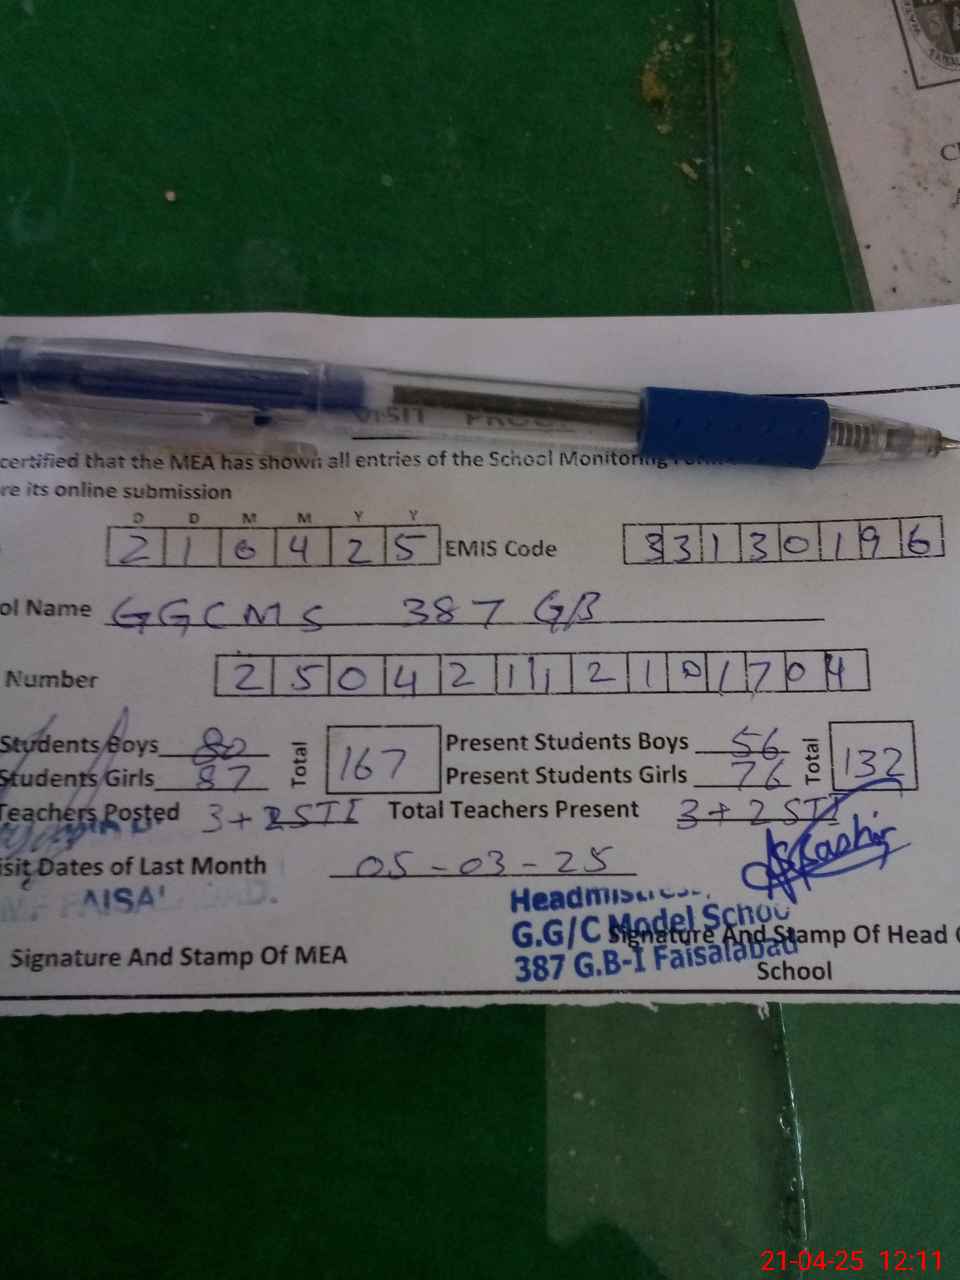 VISIT PROOF
certified that the MEA has shown all entries of the School Monitoring Form
re its online submission
D D M M Y Y
2 1 0 4 2 5 EMIS Code 3 3 1 3 0 1 9 6
ol Name GGCMS 387 GB
Number 2 5 0 4 2 1 1 2 1 0 1 7 0 4
Students Boys 80 Total 167 Present Students Boys 56 Total 132
Students Girls 87 Present Students Girls 76
Teachers Posted 3+2STI Total Teachers Present 3+2STI
isit Dates of Last Month 05-03-25
Headmistress
G.G/C Model School
387 G.B-I Faisalabad
Signature And Stamp Of MEA Signature And Stamp Of Head
School
21-04-25 12:11